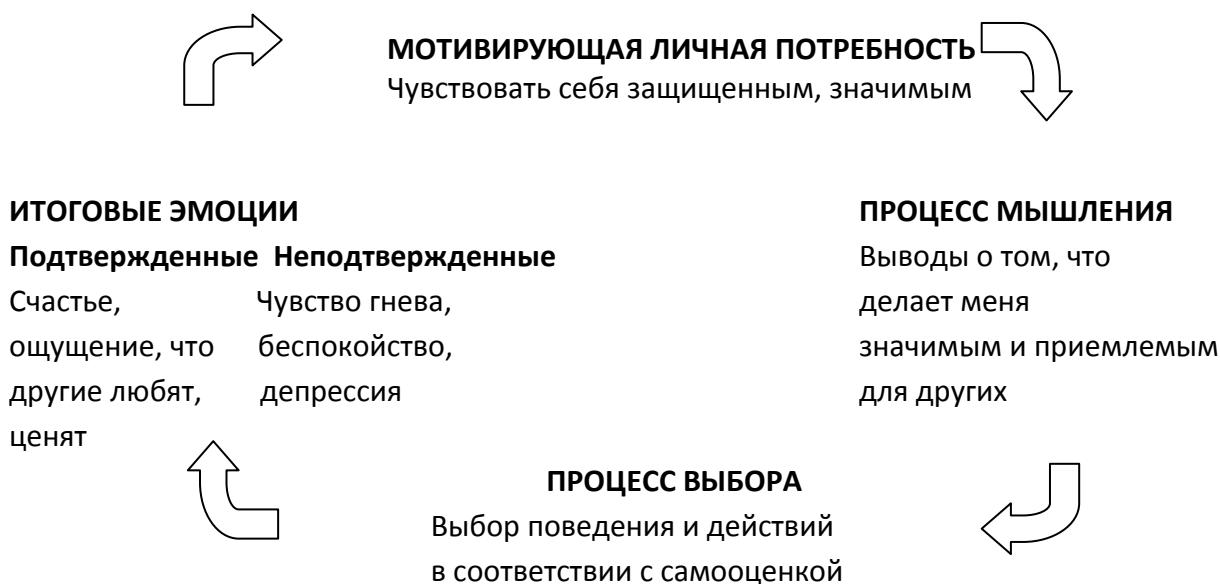 МОТИВИРУЮЩАЯ ЛИЧНАЯ ПОТРЕБНОСТЬ
Чувствовать себя защищенным, значимым
ПРОЦЕСС МЫШЛЕНИЯ
Выводы о том, что
делает меня
значимым и приемлемым
для других
ПРОЦЕСС ВЫБОРА
Выбор поведения и действий
в соответствии с самооценкой
ИТОГОВЫЕ ЭМОЦИИ
Подтвержденные Неподтвержденные
Счастье, Чувство гнева,
ощущение, что беспокойство,
другие любят, депрессия
ценят